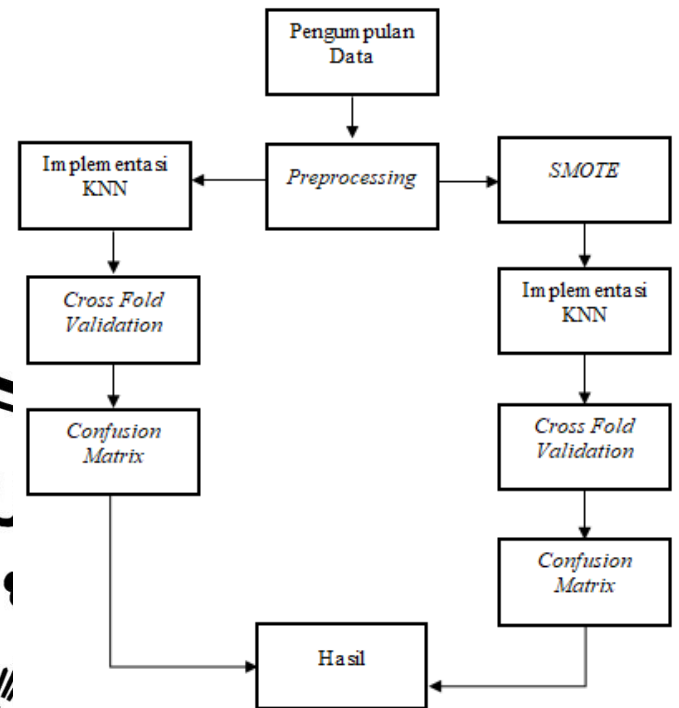 Pengumpulan
Data
Implementasi
KNN
Preprocessing
SMOTE
Cross Fold
Validation
Implementasi
KNN
Confusion
Matrix
Cross Fold
Validation
Confusion
Matrix
Hasil